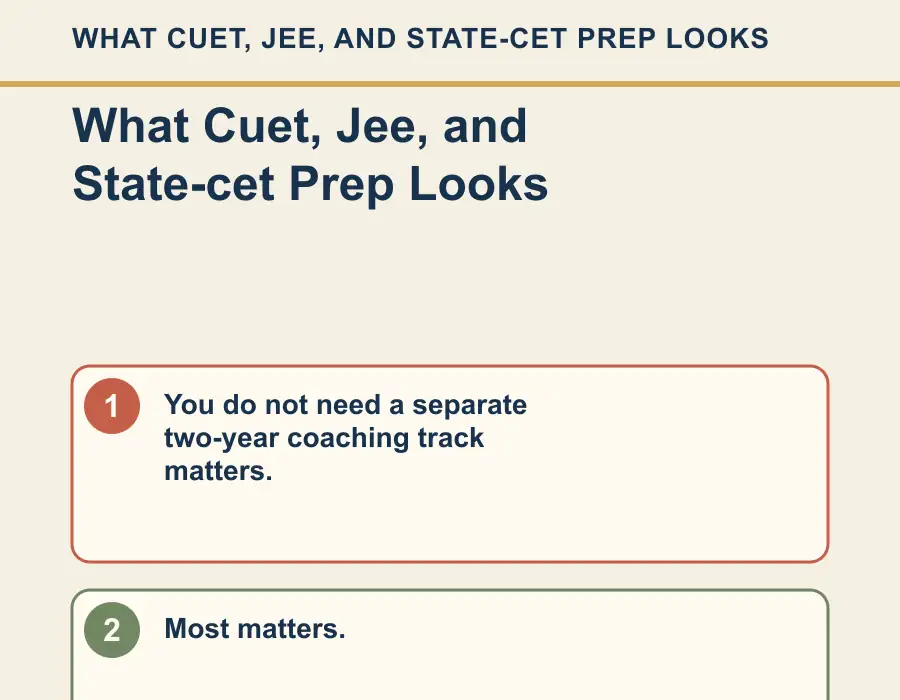 WHAT CUET, JEE, AND STATE-CET PREP LOOKS
What Cuet, Jee, and
State-cet Prep Looks
1
You do not need a separate
two-year coaching track
matters.
2
Most matters.